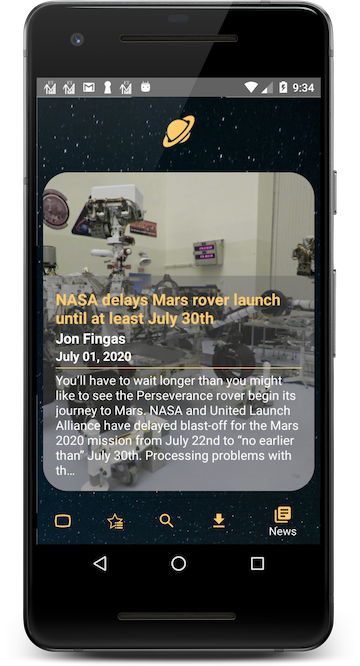 9:34
NASA delays Mars rover launch
until at least July 30th
Jon Fingas
July 01, 2020
You'll have to wait longer than you might
like to see the Perseverance rover begin its
journey to Mars. NASA and United Launch
Alliance have delayed blast-off for the Mars
2020 mission from July 22nd to “no earlier
than” July 30th. Processing problems with
th…
News